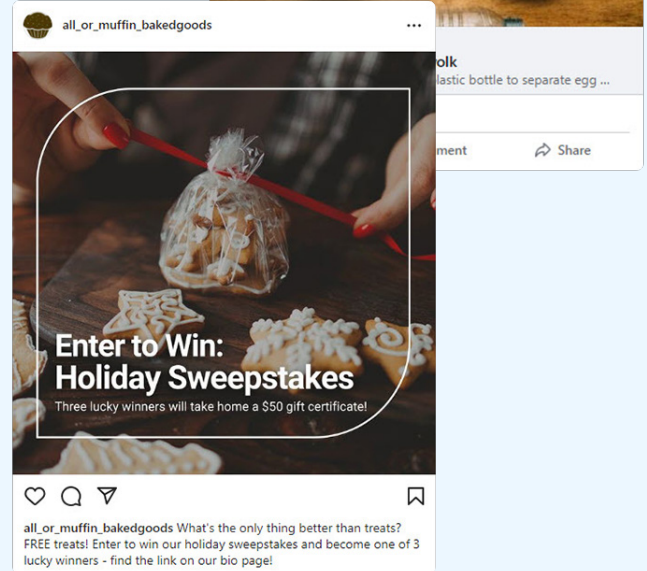 all_or_muffin_bakedgoods
Enter to Win:
Holiday Sweepstakes
Three lucky winners will take home a $50 gift certificate!
all_or_muffin_bakedgoods What's the only thing better than treats?
FREE treats! Enter to win our holiday sweepstakes and become one of 3
lucky winners - find the link on our bio page!
olk
lastic bottle to separate egg ...
ment
Share